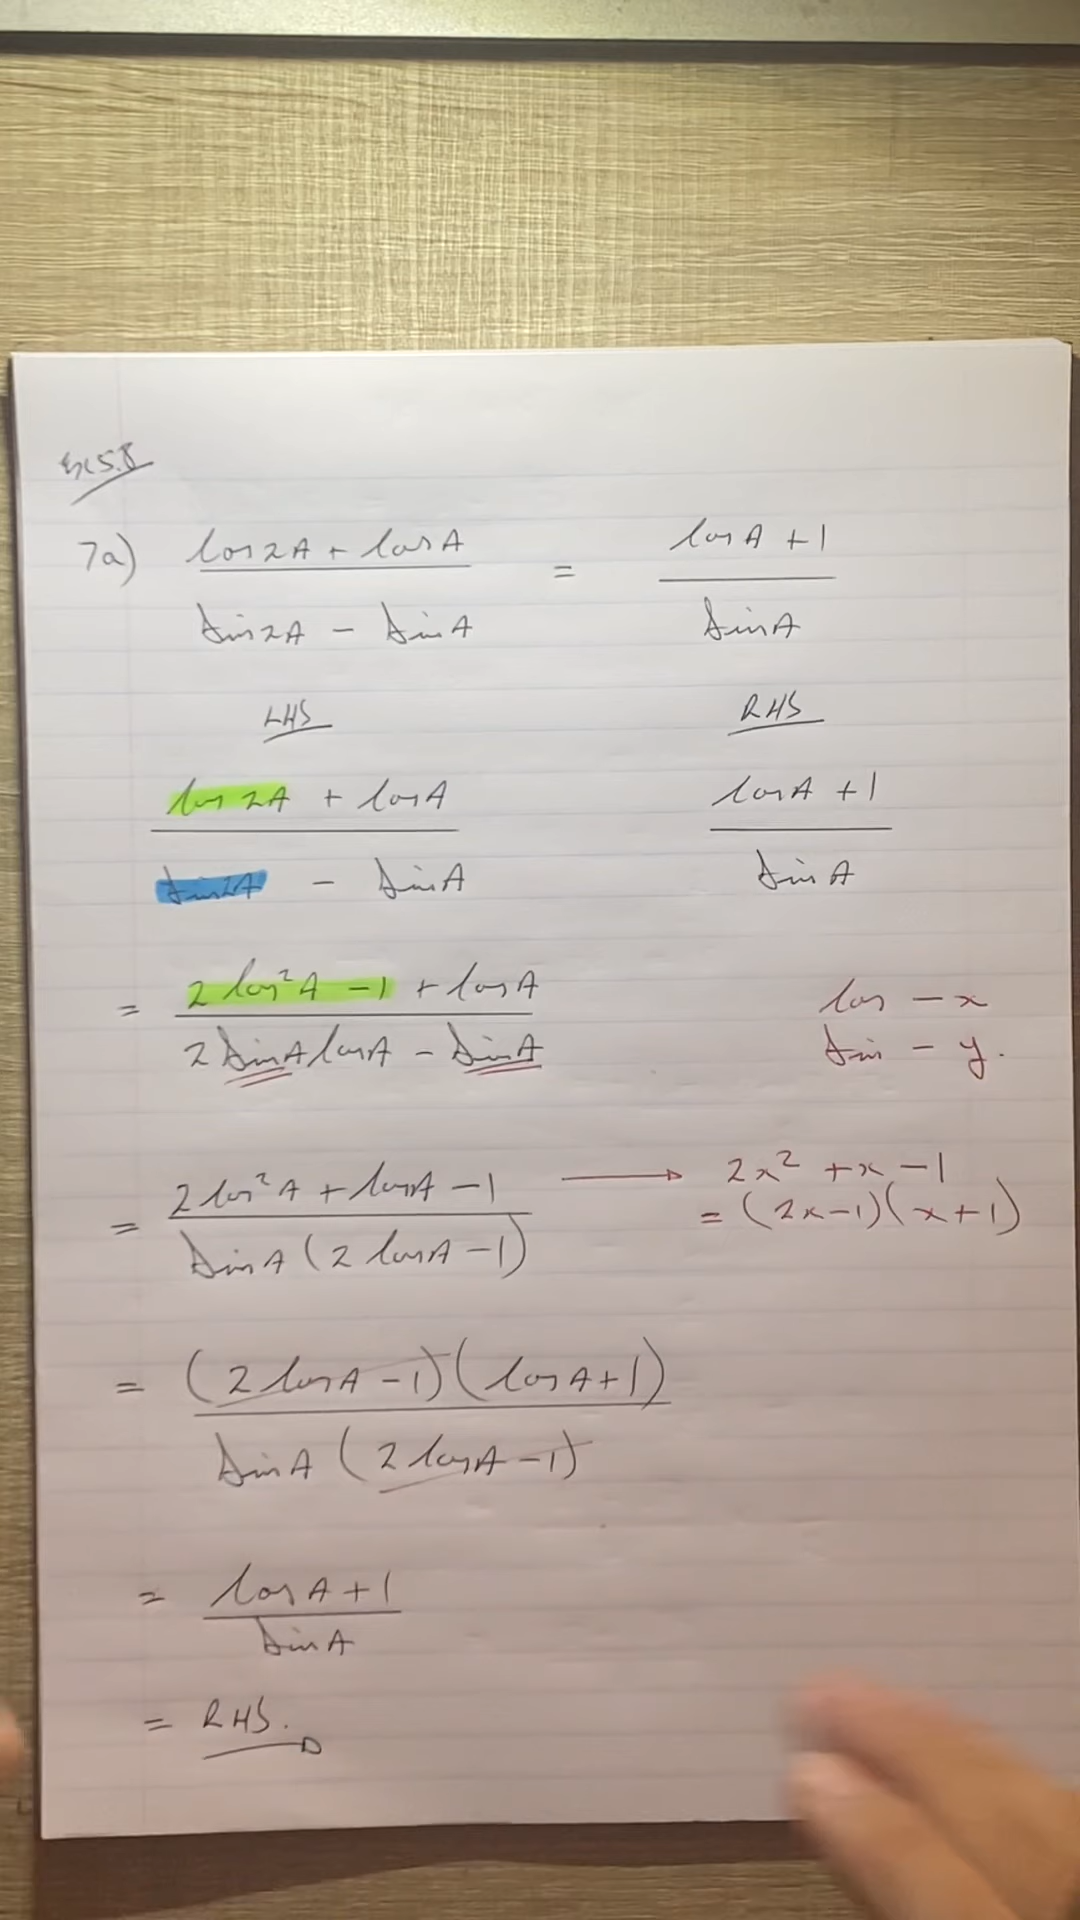 Ex 5.8
7a) cos2A + cosA / sin2A - sinA = cosA + 1 / sinA
LHS RHS
cos2A + cosA / sin2A - sinA cosA + 1 / sinA
= 2cos²A - 1 + cosA / 2sinAcosA - sinA
cos - x
sin - y.
= 2cos²A + cosA - 1 / sinA(2cosA - 1) → 2x² + x - 1
= (2x-1)(x+1)
= (2cosA - 1)(cosA + 1) / sinA(2cosA - 1)
= cosA + 1 / sinA
= RHS.